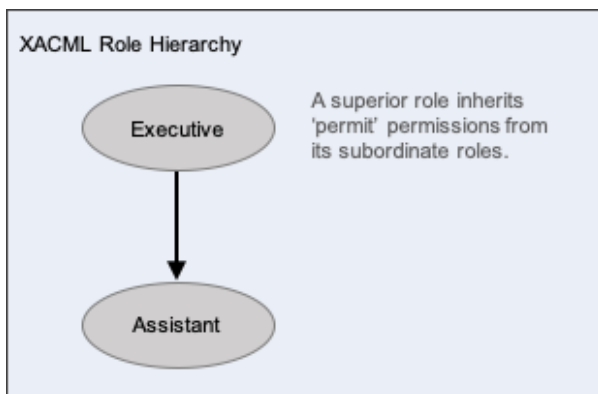 XACML Role Hierarchy
Executive
A superior role inherits
'permit' permissions from
its subordinate roles.
Assistant